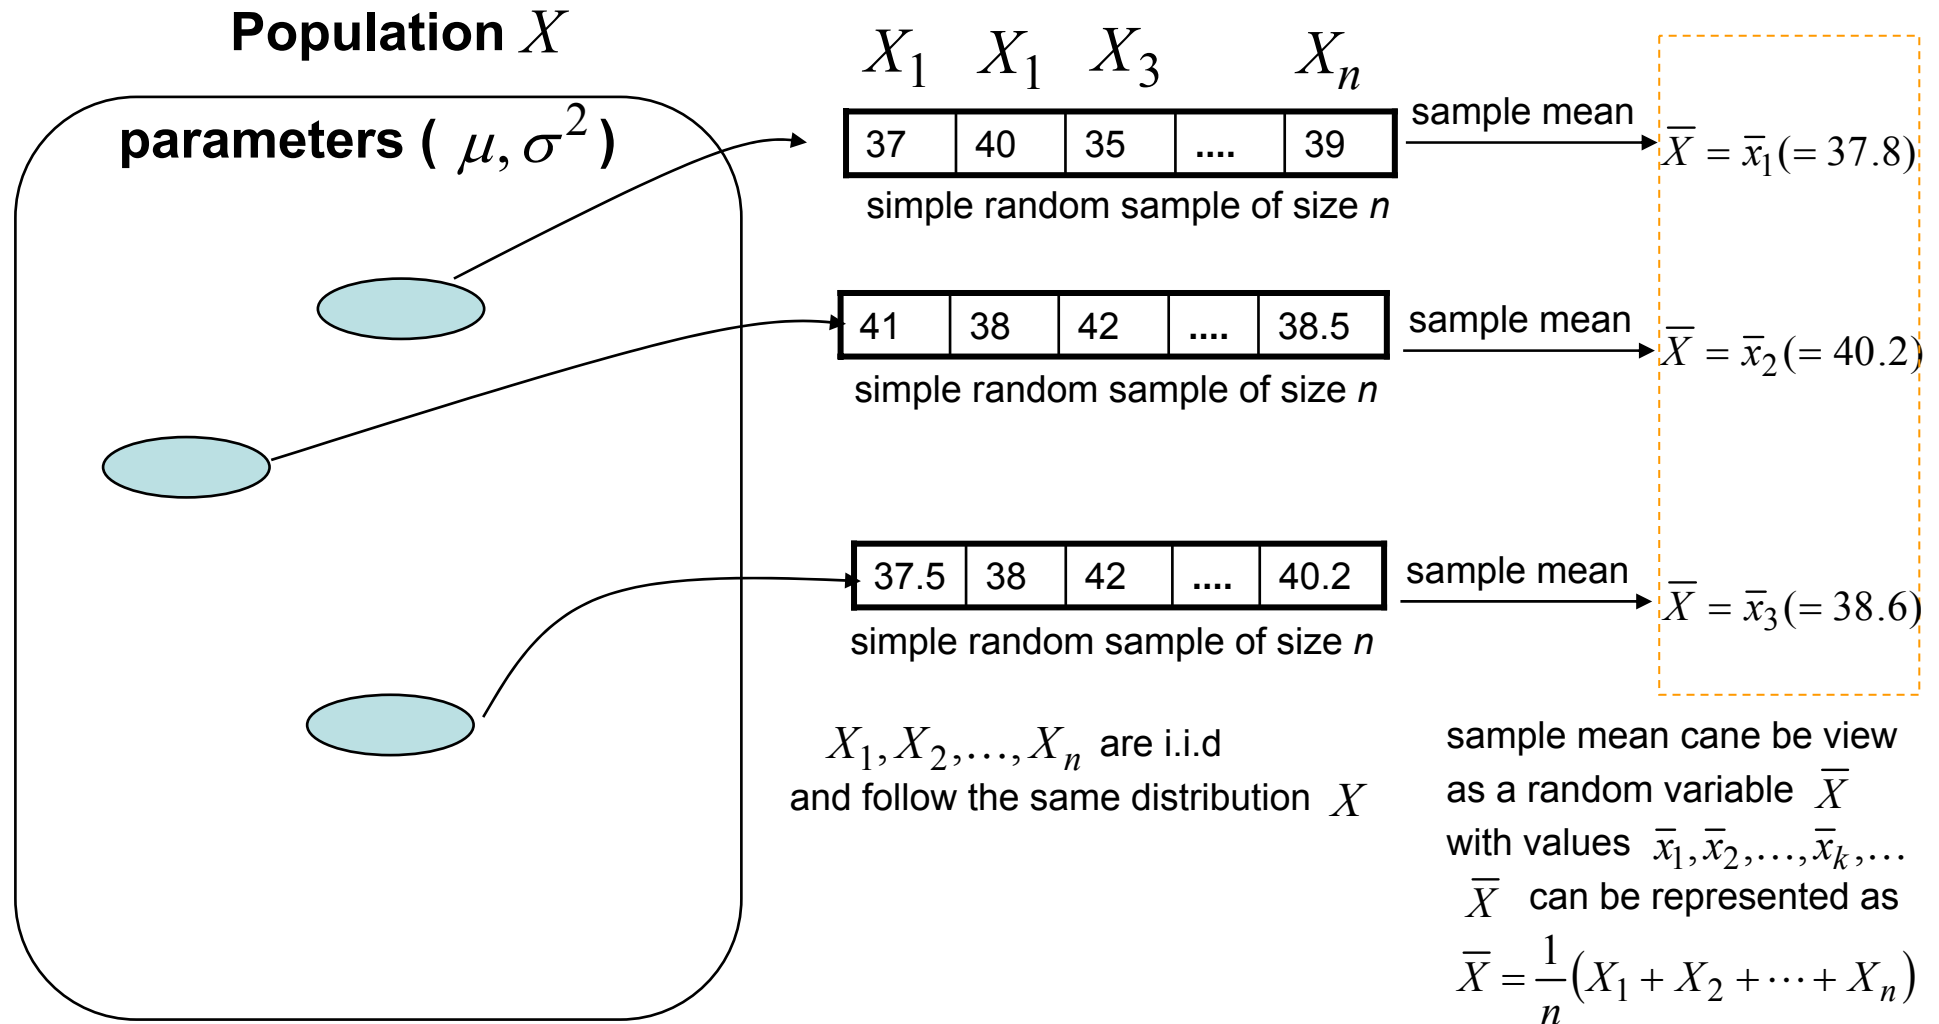 Population X
parameters ( μ, σ² )
X₁ X₁ X₃ Xₙ
37 40 35 .... 39
simple random sample of size n
sample mean
X̅ = x̅₁(= 37.8)
41 38 42 .... 38.5
simple random sample of size n
sample mean
X̅ = x̅₂(= 40.2)
37.5 38 42 .... 40.2
simple random sample of size n
sample mean
X̅ = x̅₃(= 38.6)
X₁, X₂,..., Xₙ are i.i.d
and follow the same distribution X
sample mean cane be view
as a random variable X̅
with values x̅₁, x̅₂,..., x̅ₖ,...
X̅ can be represented as
X̅ = 1/n (X₁ + X₂ + ··· + Xₙ)